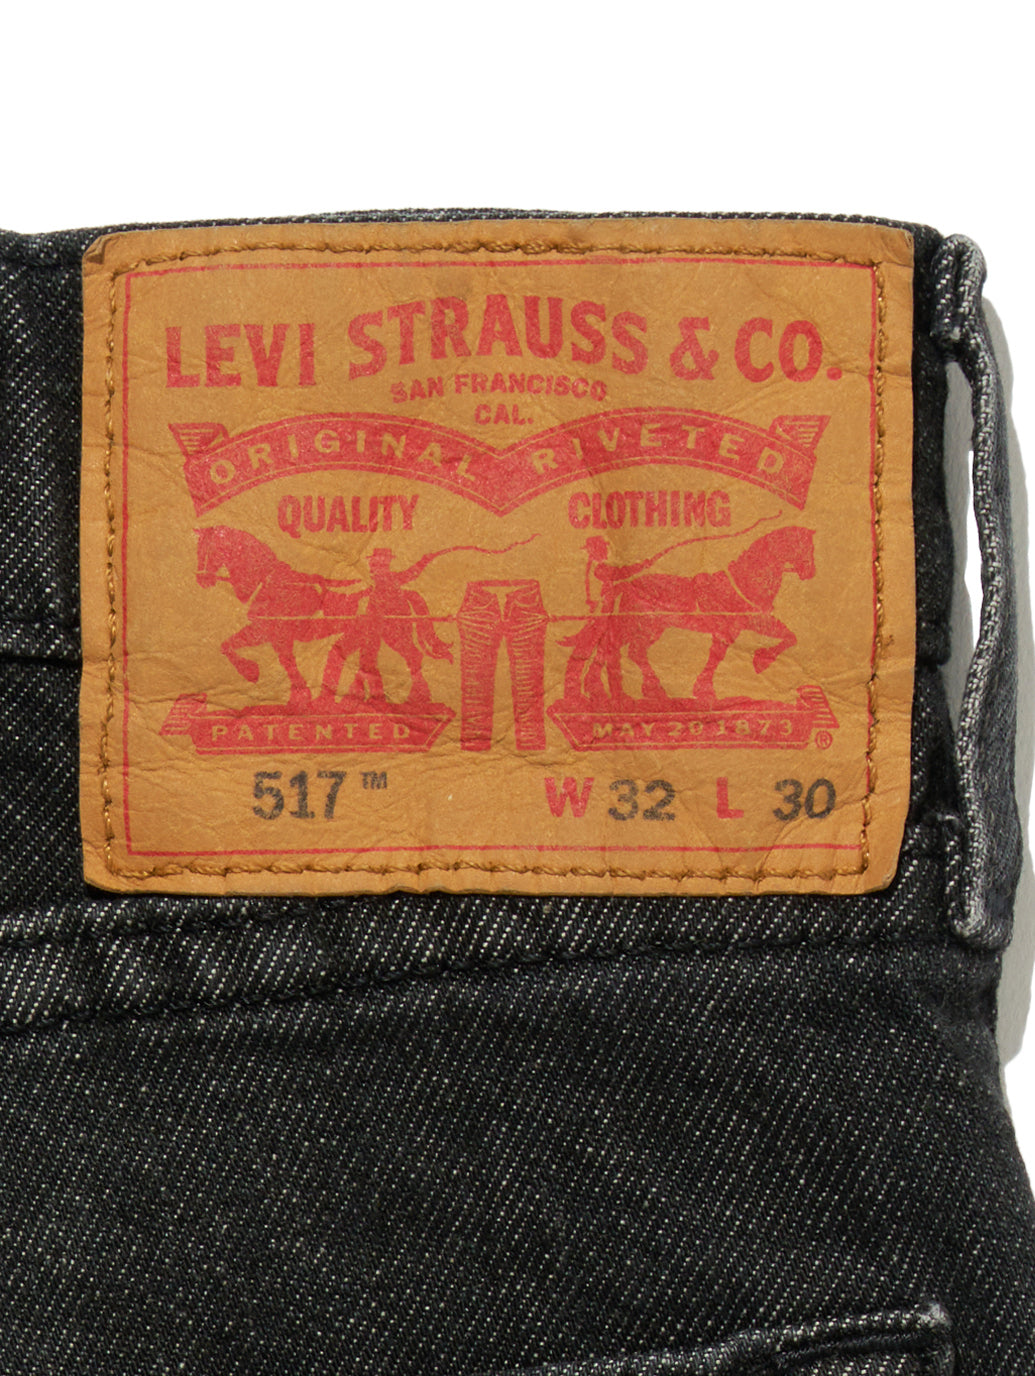 LEVI STRAUSS & CO.
SAN FRANCISCO
CAL.
ORIGINAL RIVETED
QUALITY CLOTHING
PATENTED MAY 20 1873 ®
517™ W 32 L 30